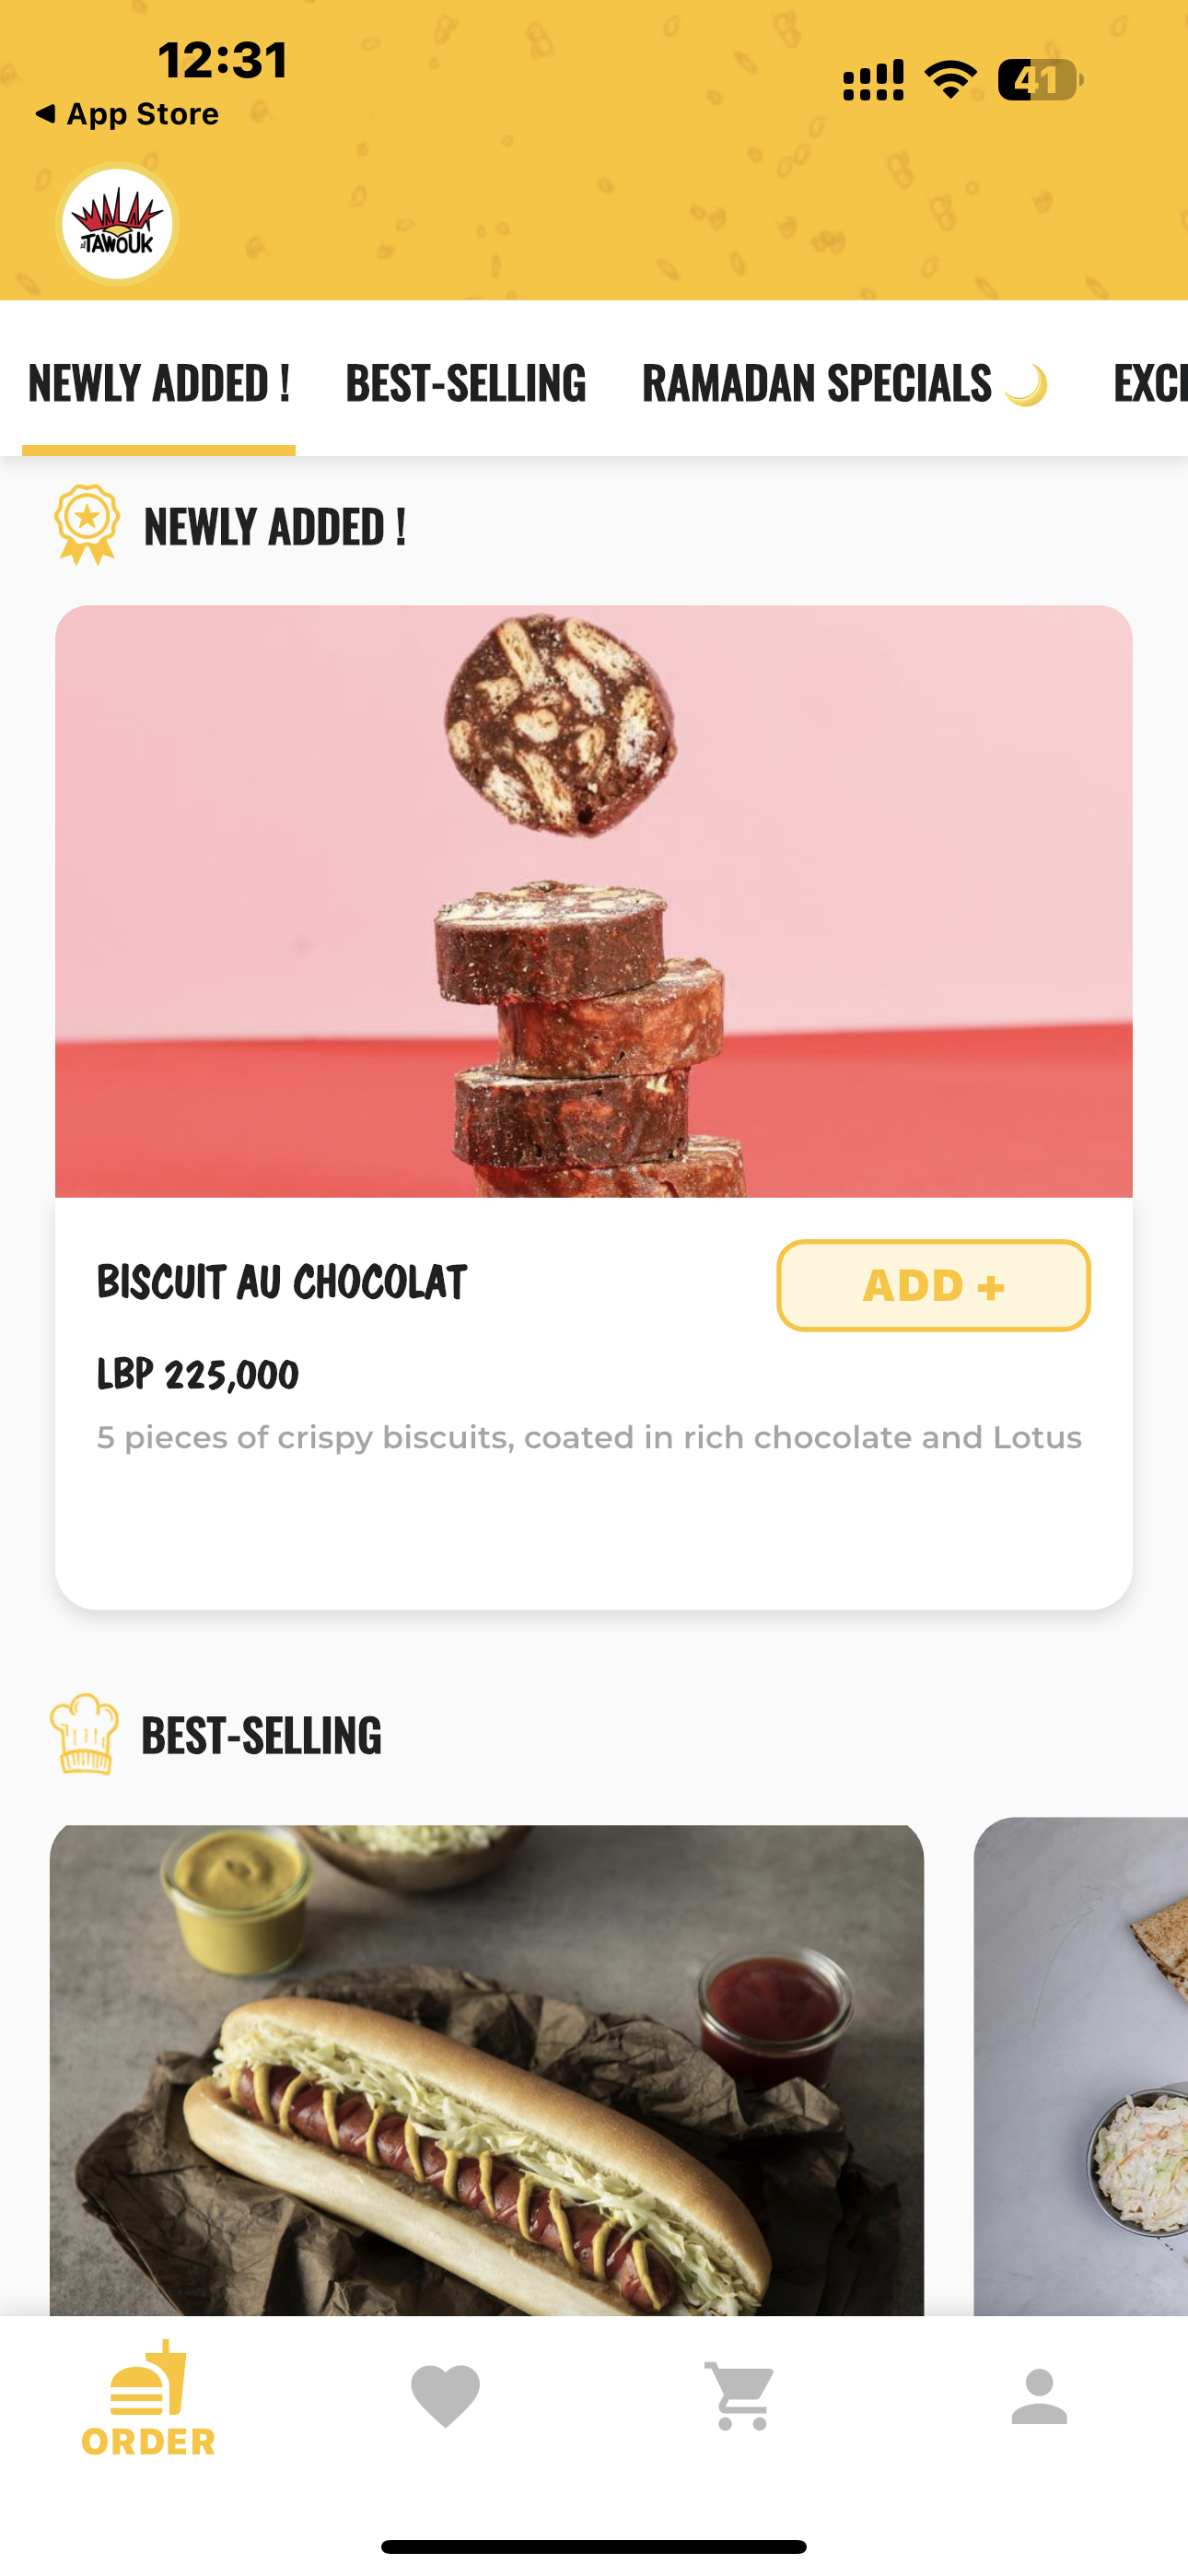 12:31
41
◀ App Store
TAWOUK
NEWLY ADDED !
BEST-SELLING
RAMADAN SPECIALS 🌙
NEWLY ADDED !
BISCUIT AU CHOCOLAT
ADD +
LBP 225,000
5 pieces of crispy biscuits, coated in rich chocolate and Lotus
BEST-SELLING
ORDER